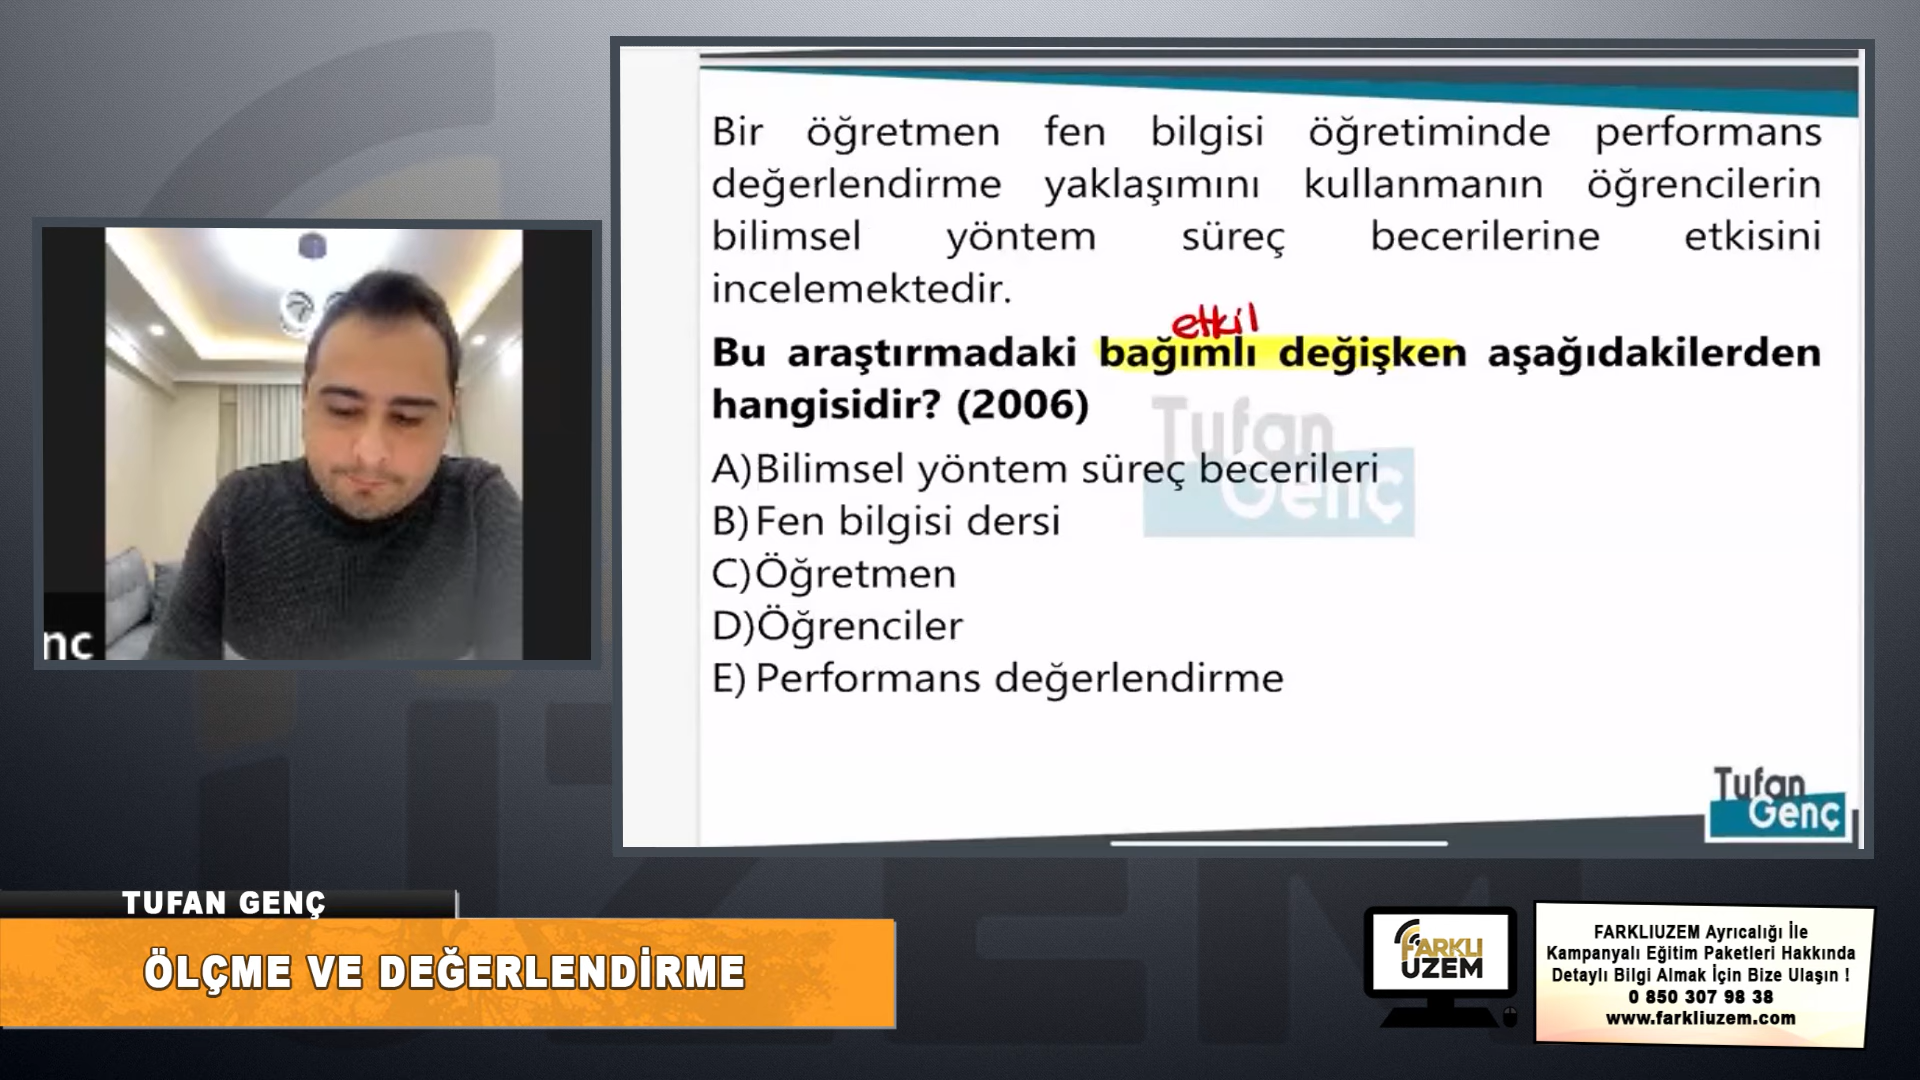 Bir öğretmen fen bilgisi öğretiminde performans
değerlendirme yaklaşımını kullanmanın öğrencilerin
bilimsel yöntem süreç becerilerine etkisini
incelemektedir.
Bu araştırmadaki bağımlı değişken aşağıdakilerden
hangisidir? (2006)
A)Bilimsel yöntem süreç becerileri
B)Fen bilgisi dersi
C)Öğretmen
D)Öğrenciler
E) Performans değerlendirme
Tufan
Genç
Tufan
Genç
nç
TUFAN GENÇ
ÖLÇME VE DEĞERLENDİRME
FARKLI
UZEM
FARKLIUZEM Ayrıcalığı İle
Kampanyalı Eğitim Paketleri Hakkında
Detaylı Bilgi Almak İçin Bize Ulaşın !
0 850 307 98 38
www.farkliuzem.com